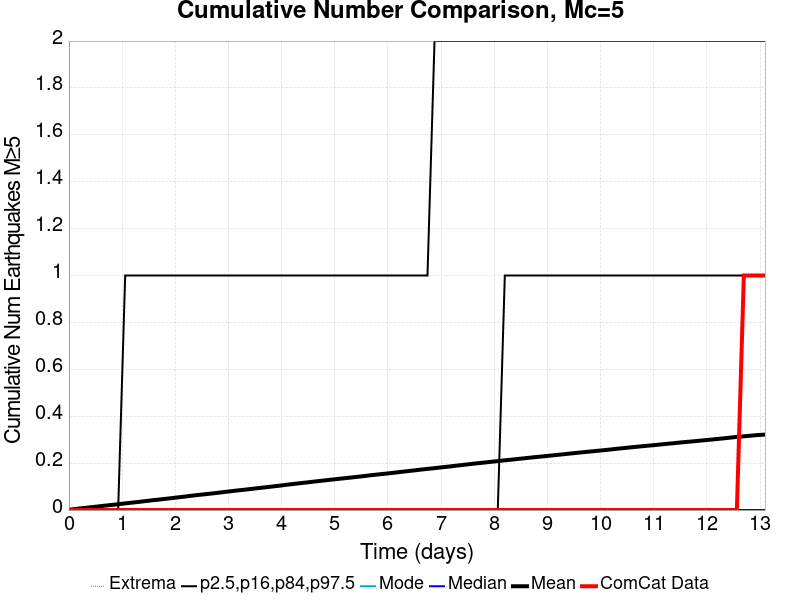 Cumulative Number Comparison, Mc=5
Cumulative Num Earthquakes M≥5
2
1.8
1.6
1.4
1.2
1
0.8
0.6
0.4
0.2
0
0 1 2 3 4 5 6 7 8 9 10 11 12 13
Time (days)
Extrema p2.5,p16,p84,p97.5 Mode Median Mean ComCat Data